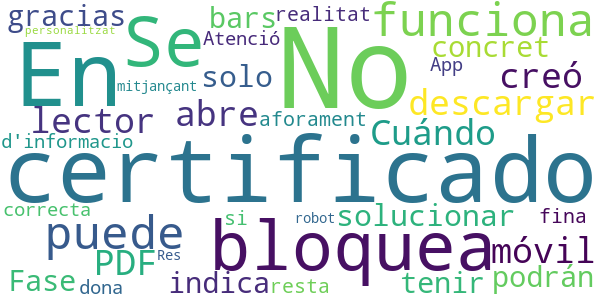 gracias
personalitzat
bars
realitat
funciona
En
Se
No
Atenció
concret
App
mitjançant
solo
creó
descargar
lector
abre
aforament
Cuándo
d'informacio
certificado
correcta
si
robot
solucionar
fina
puede
bloquea
móvil
PDF
Res
Fase
dona
indica
resta
tenir
podrán